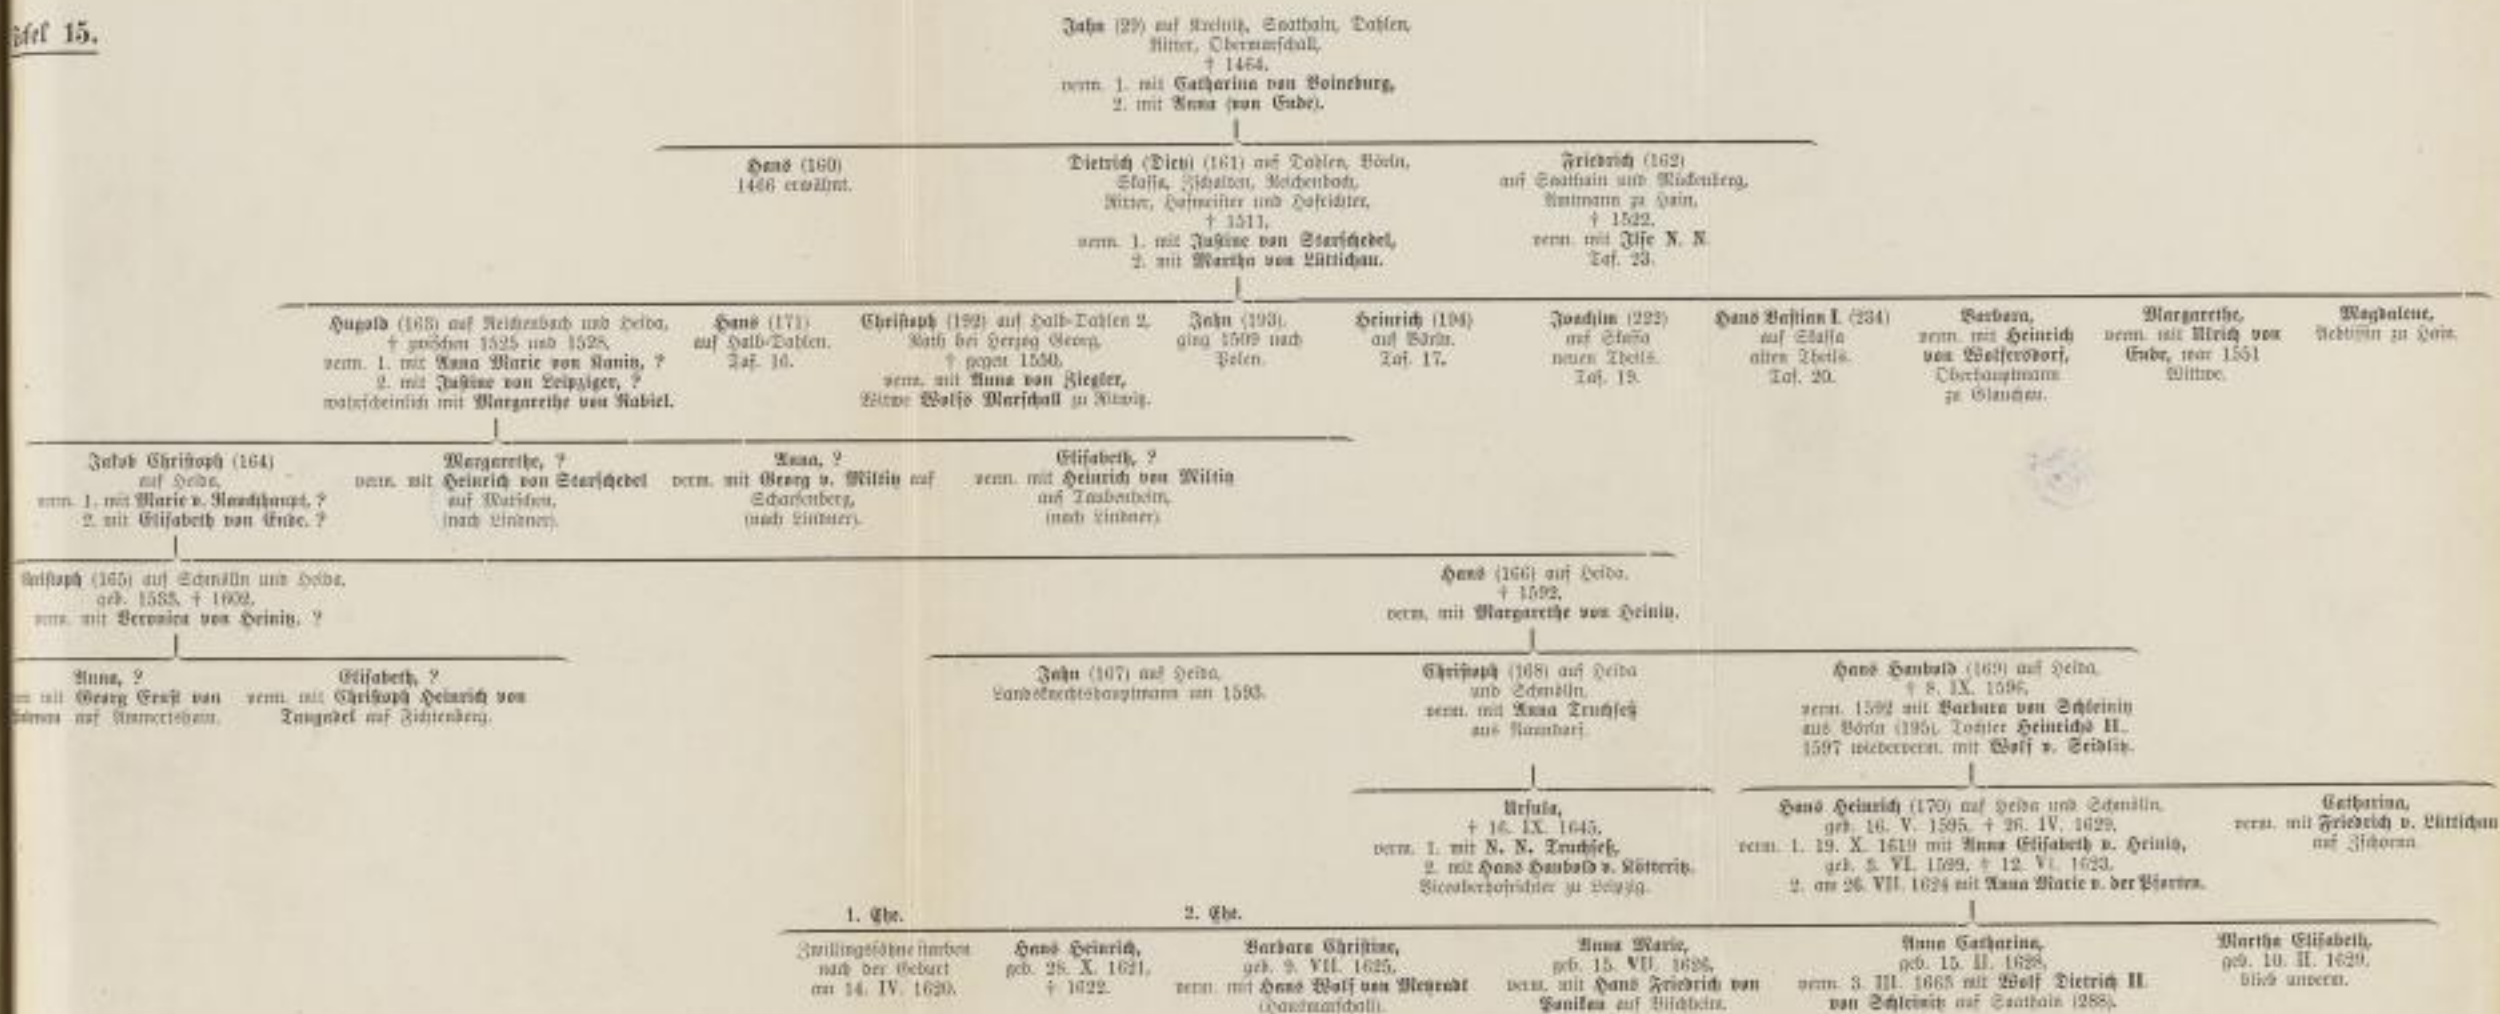 Tafel 15.
Jahn (29) auf Kreinitz, Saathain, Dahlen,
Ritter, Obermarschall,
† 1464,
verm. 1. mit Catharina von Boineburg,
2. mit Anna (von Ende).
Hans (160)
1466 erwähnt.
Dietrich (Dietz) (161) auf Dahlen, Börln,
Skassa, Zschalten, Reichenbach,
Ritter, Hofmeister und Hofrichter,
† 1511,
verm. 1. mit Justine von Starschedel,
2. mit Martha von Lüttichau.
Friedrich (162)
auf Saathain und Mückenberg,
Amtmann zu Hain,
† 1522,
verm. mit Ilse N. N.
Taf. 23.
Hugold (163) auf Reichenbach und Heida,
† zwischen 1525 und 1528,
verm. 1. mit Anna Marie von Kanitz, ?
2. mit Justine von Leipziger, ?
wahrscheinlich mit Margarethe von Rabiel.
Hans (171)
auf Halb-Dahlen.
Taf. 16.
Christoph (192) auf Halb-Dahlen 2,
Rath bei Herzog Georg,
† gegen 1550,
verm. mit Anna von Ziegler,
Witwe Wolfs Marschall zu
Jahn (193),
ging 1509 nach
Polen.
Heinrich (194)
auf Börln.
Taf. 17.
Joachim (222)
auf Skassa
neuen Theils.
Taf. 19.
Hans Bastian I. (234)
auf Skassa
alten Theils.
Taf. 20.
Barbara,
verm. mit Heinrich
von Wolfersdorf,
Oberhauptmann
zu Glauchau.
Margarethe,
verm. mit Ulrich von
Ende, war 1551
Wittwe.
Magdalene,
Aebtissin zu Hain.
Jakob Christoph (164)
auf Heida,
verm. 1. mit Marie v. Rauchhaupt, ?
2. mit Elisabeth von Ende. ?
Margarethe, ?
verm. mit Heinrich von Starschedel
auf Mutschen,
(nach Lindner).
Anna, ?
verm. mit Georg v. Miltitz auf
Scharfenberg,
(nach Lindner).
Elisabeth, ?
verm. mit Heinrich von Miltitz
auf Taubenheim,
(nach Lindner)
Christoph (165) auf Schmölln und Heida,
geb. 1533, † 1602,
verm. mit Veronica von Heinitz. ?
Hans (166) auf Heida,
† 1592,
verm. mit Margarethe von Heinitz.
Anna, ?
mit Georg Ernst von
auf Ammertshain.
Elisabeth, ?
verm. mit Christoph Heinrich von
Taugadel auf Fichtenberg.
Jahn (167) auf Heida,
Landsknechtshauptmann um 1593.
Christoph (168) auf Heida
und Schmölln,
verm. mit Anna Truchseß
aus Naundorf.
Hans Haubold (169) auf Heida,
† 8. IX. 1596,
verm. 1592 mit Barbara von Schleinitz
aus Börln (195), Tochter Heinrichs II.,
1597 wiederverm. mit Wolf v. Seidlitz.
Ursula,
† 16. IX. 1645,
verm. 1. mit N. N. Truchseß,
2. mit Hans Haubold v. Kötteritz,
Viceoberhofrichter zu Leipzig.
Hans Heinrich (170) auf Heida und Schmölln,
geb. 16. V. 1595, † 26. IV. 1629,
verm. 1. 19. X. 1619 mit Anna Elisabeth v. Heinitz,
geb. 3. VI. 1599, † 12. VI. 1623,
2. am 26. VII. 1624 mit Anna Marie v. der Pforten.
Catharina,
verm. mit Friedrich v. Lüttichau
auf Zschorna.
1. Ehe.
2. Ehe.
Zwillingssöhne starben
nach der Geburt
am 14. IV. 1620.
Hans Heinrich,
geb. 28. X. 1621,
† 1622.
Barbara Christine,
geb. 9. VII. 1625,
verm. mit Hans Wolf von Metzradt
(Hausmarschall).
Anna Marie,
geb. 15. VII. 1626,
verm. mit Hans Friedrich von
Ponikau auf Bischheim.
Anna Catharina,
geb. 15. II. 1628,
verm. 3. III. 1665 mit Wolf Dietrich II.
von Schleinitz auf Saathain (288).
Martha Elisabeth,
geb. 10. II. 1629,
blieb unverm.